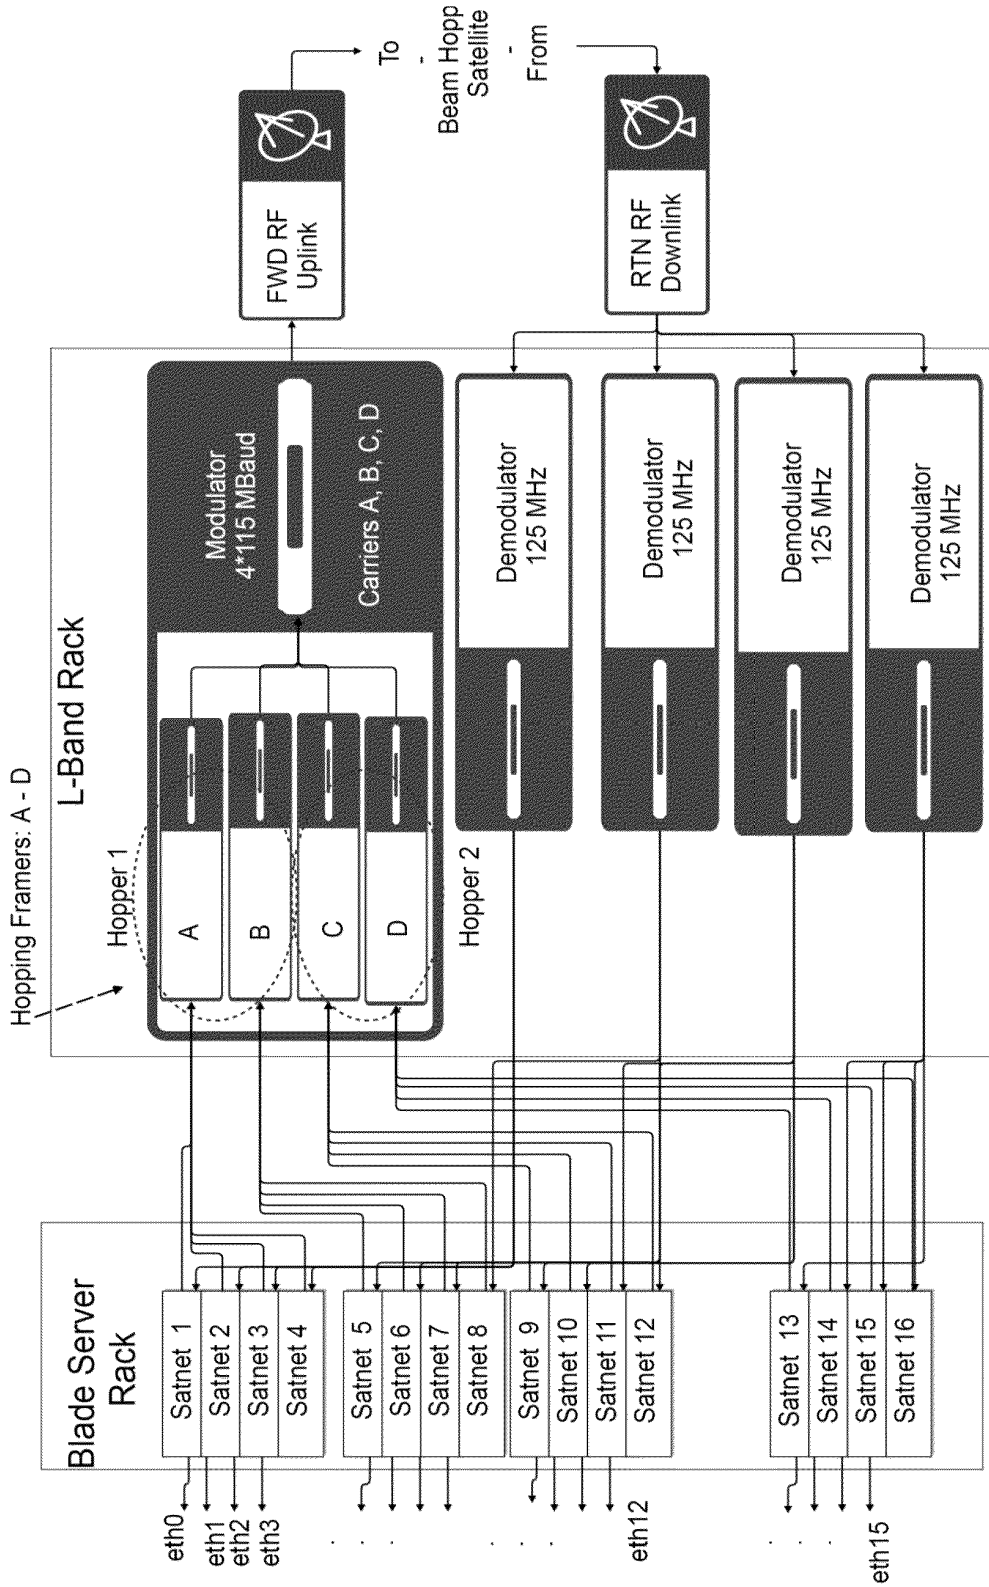 Hopping Framers: A - D
L-Band Rack
Hopper 1
A
B
C
D
Hopper 2
Modulator
4*115 MBaud
Carriers A, B, C, D
Demodulator
125 MHz
Demodulator
125 MHz
Demodulator
125 MHz
Demodulator
125 MHz
FWD RF
Uplink
RTN RF
Downlink
To
-
Beam Hopp
Satellite
-
From
Blade Server
Rack
Satnet 1
Satnet 2
Satnet 3
Satnet 4
Satnet 5
Satnet 6
Satnet 7
Satnet 8
Satnet 9
Satnet 10
Satnet 11
Satnet 12
Satnet 13
Satnet 14
Satnet 15
Satnet 16
eth0
eth1
eth2
eth3
. . .
. . .
eth12
. . .
eth15